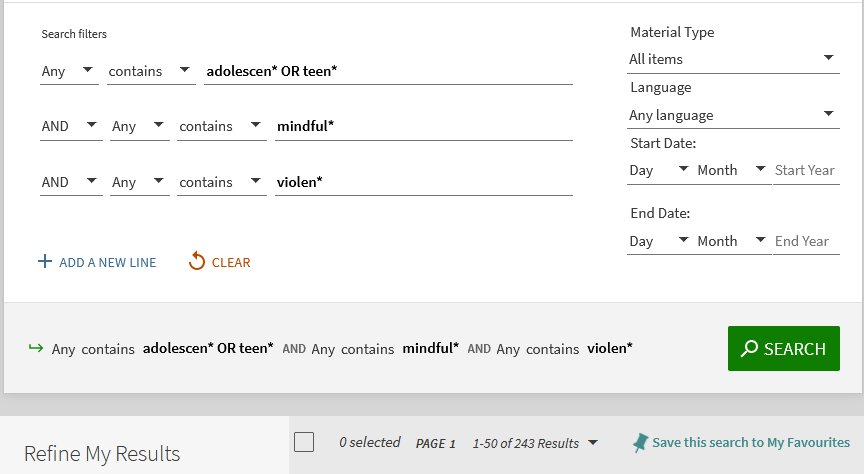 Search filters
Any contains adolescen* OR teen*
AND Any contains mindful*
AND Any contains violen*
ADD A NEW LINE CLEAR
Material Type
All items
Language
Any language
Start Date:
Day Month Start Year
End Date:
Day Month End Year
Any contains adolescen* OR teen* AND Any contains mindful* AND Any contains violen*
SEARCH
Refine My Results
0 selected PAGE 1 1-50 of 243 Results
Save this search to My Favourites